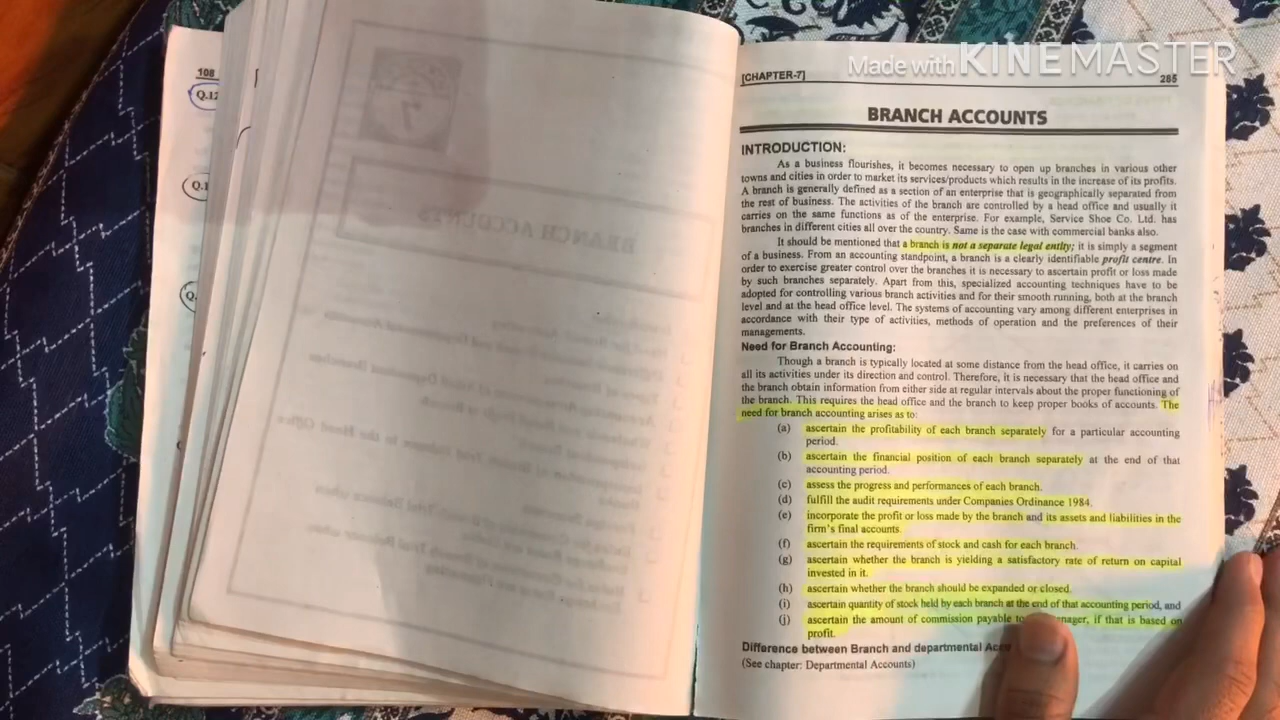 108
Q.12
Made with KINEMASTER
[CHAPTER-7]
285
BRANCH ACCOUNTS
INTRODUCTION:
As a business flourishes, it becomes necessary to open up branches in various other
towns and cities in order to market its services/products which results in the increase of its profits.
A branch is generally defined as a section of an enterprise that is geographically separated from
the rest of business. The activities of the branch are controlled by a head office and usually it
carries on the same functions as of the enterprise. For example, Service Shoe Co. Ltd. has
branches in different cities all over the country. Same is the case with commercial banks also.
It should be mentioned that a branch is not a separate legal entity; it is simply a segment
of a business. From an accounting standpoint, a branch is a clearly identifiable profit centre. In
order to exercise greater control over the branches it is necessary to ascertain profit or loss made
by such branches separately. Apart from this, specialized accounting techniques have to be
adopted for controlling various branch activities and for their smooth running, both at the branch
level and at the head office level. The systems of accounting vary among different enterprises in
accordance with their type of activities, methods of operation and the preferences of their
managements.
Need for Branch Accounting:
Though a branch is typically located at some distance from the head office, it carries on
all its activities under its direction and control. Therefore, it is necessary that the head office and
the branch obtain information from either side at regular intervals about the proper functioning of
the branch. This requires the head office and the branch to keep proper books of accounts. The
need for branch accounting arises as to:
(a) ascertain the profitability of each branch separately for a particular accounting
period.
(b) ascertain the financial position of each branch separately at the end of that
accounting period.
(c) assess the progress and performances of each branch.
(d) fulfill the audit requirements under Companies Ordinance 1984.
(e) incorporate the profit or loss made by the branch and its assets and liabilities in the
firm's final accounts.
(f) ascertain the requirements of stock and cash for each branch.
(g) ascertain whether the branch is yielding a satisfactory rate of return on capital
invested in it.
(h) ascertain whether the branch should be expanded or closed.
(i) ascertain quantity of stock held by each branch at the end of that accounting period, and
(j) ascertain the amount of commission payable if that is based on
profit.
Difference between Branch and departmental
(See chapter: Departmental Accounts)